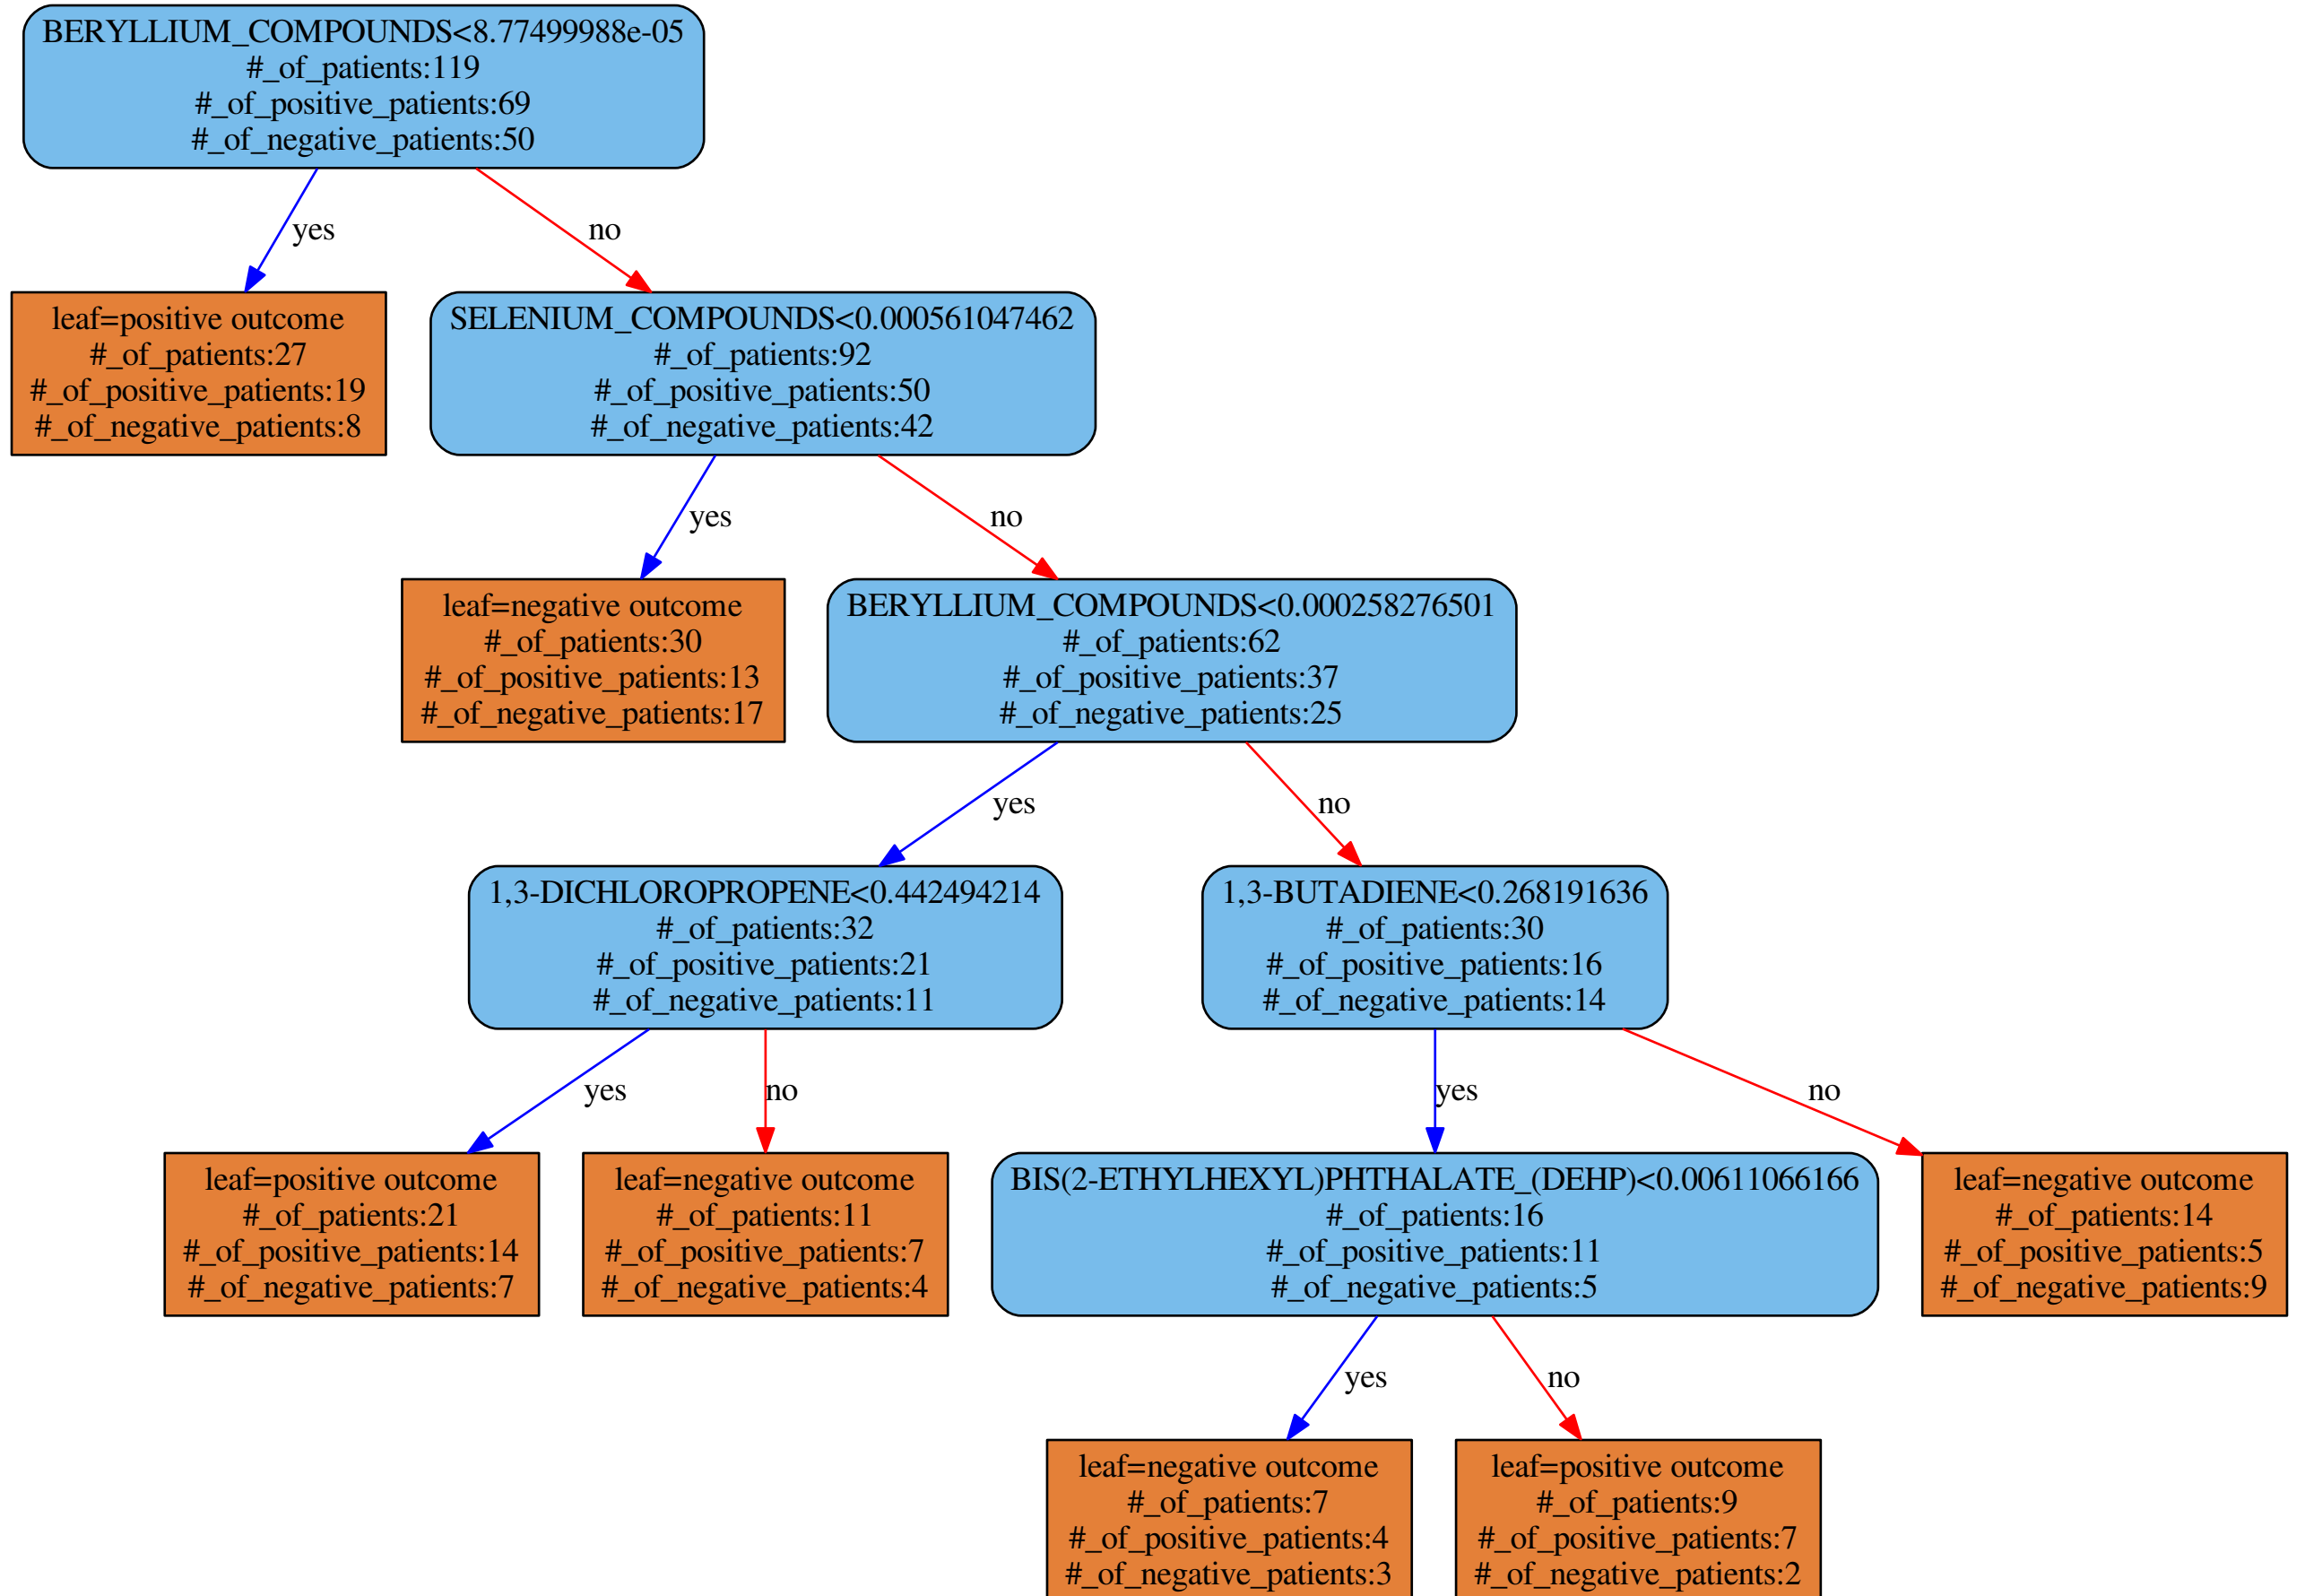 BERYLLIUM_COMPOUNDS<8.77499988e-05
#_of_patients:119
#_of_positive_patients:69
#_of_negative_patients:50
yes
no
leaf=positive outcome
#_of_patients:27
#_of_positive_patients:19
#_of_negative_patients:8
SELENIUM_COMPOUNDS<0.000561047462
#_of_patients:92
#_of_positive_patients:50
#_of_negative_patients:42
yes
no
leaf=negative outcome
#_of_patients:30
#_of_positive_patients:13
#_of_negative_patients:17
BERYLLIUM_COMPOUNDS<0.000258276501
#_of_patients:62
#_of_positive_patients:37
#_of_negative_patients:25
yes
no
1,3-DICHLOROPROPENE<0.442494214
#_of_patients:32
#_of_positive_patients:21
#_of_negative_patients:11
1,3-BUTADIENE<0.268191636
#_of_patients:30
#_of_positive_patients:16
#_of_negative_patients:14
yes
no
yes
no
leaf=positive outcome
#_of_patients:21
#_of_positive_patients:14
#_of_negative_patients:7
leaf=negative outcome
#_of_patients:11
#_of_positive_patients:7
#_of_negative_patients:4
BIS(2-ETHYLHEXYL)PHTHALATE_(DEHP)<0.00611066166
#_of_patients:16
#_of_positive_patients:11
#_of_negative_patients:5
leaf=negative outcome
#_of_patients:14
#_of_positive_patients:5
#_of_negative_patients:9
yes
no
leaf=negative outcome
#_of_patients:7
#_of_positive_patients:4
#_of_negative_patients:3
leaf=positive outcome
#_of_patients:9
#_of_positive_patients:7
#_of_negative_patients:2